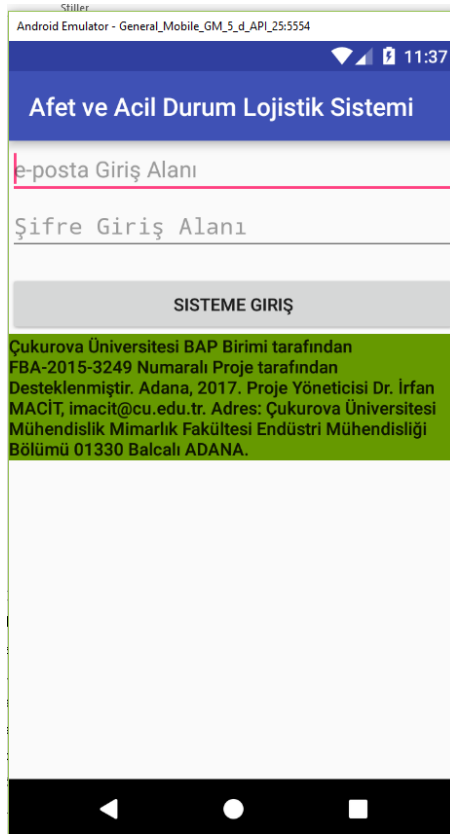 Stiller
Android Emulator - General_Mobile_GM_5_d_API_25:5554
11:37
Afet ve Acil Durum Lojistik Sistemi
e-posta Giriş Alanı
Şifre Giriş Alanı
SISTEME GIRIŞ
Çukurova Üniversitesi BAP Birimi tarafından
FBA-2015-3249 Numaralı Proje tarafından
Desteklenmiştir. Adana, 2017. Proje Yöneticisi Dr. İrfan
MACİT, imacit@cu.edu.tr. Adres: Çukurova Üniversitesi
Mühendislik Mimarlık Fakültesi Endüstri Mühendisliği
Bölümü 01330 Balcalı ADANA.